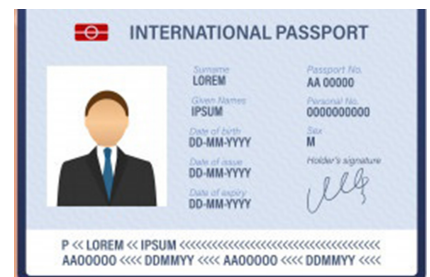 INTERNATIONAL PASSPORT
Surname
LOREM
Passport No.
AA 00000
Given Names
IPSUM
Personal No.
0000000000
Date of birth
DD-MM-YYYY
Sex
M
Date of issue
DD-MM-YYYY
Holder's signature
Date of expiry
DD-MM-YYYY
P << LOREM << IPSUM <<<<<<<<<<<<<<<<<<<<<<<<<<<<<<<<<<<
AA00000 <<<< DDMMYY <<<< AA00000 <<<< DDMMYY <<<<